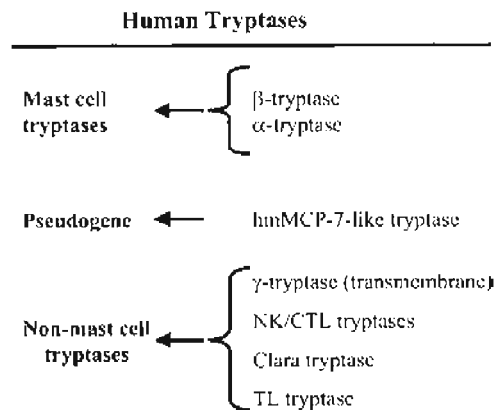 Human Tryptases
Mast cell tryptases
β-tryptase
α-tryptase
Pseudogene
hmMCP-7-like tryptase
Non-mast cell tryptases
γ-tryptase (transmembrane)
NK/CTL tryptases
Clara tryptase
TL tryptase